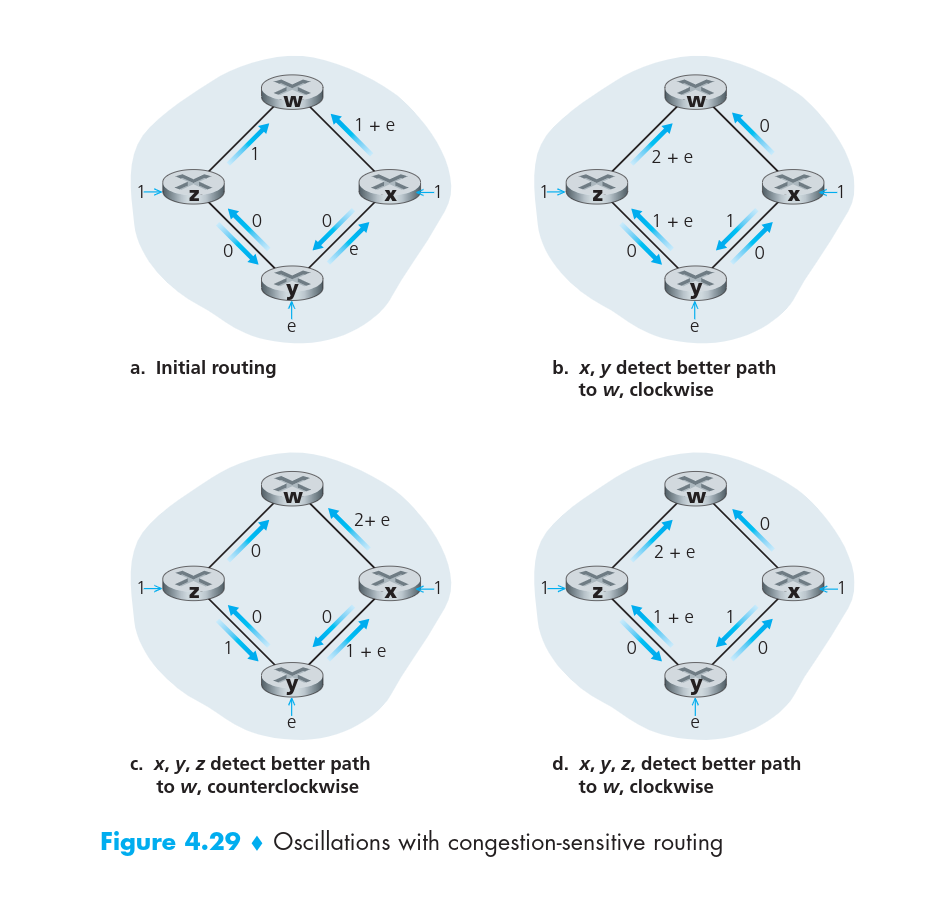 w
1 + e
1
1
z
x
1
0
0
0
e
y
e
a. Initial routing
w
0
2 + e
1
z
x
1
1 + e
1
0
0
y
e
b. x, y detect better path
to w, clockwise
w
2+ e
0
1
z
x
1
0
0
1
1 + e
y
e
c. x, y, z detect better path
to w, counterclockwise
w
0
2 + e
1
z
x
1
1 + e
1
0
0
y
e
d. x, y, z, detect better path
to w, clockwise
Figure 4.29 ♦ Oscillations with congestion-sensitive routing